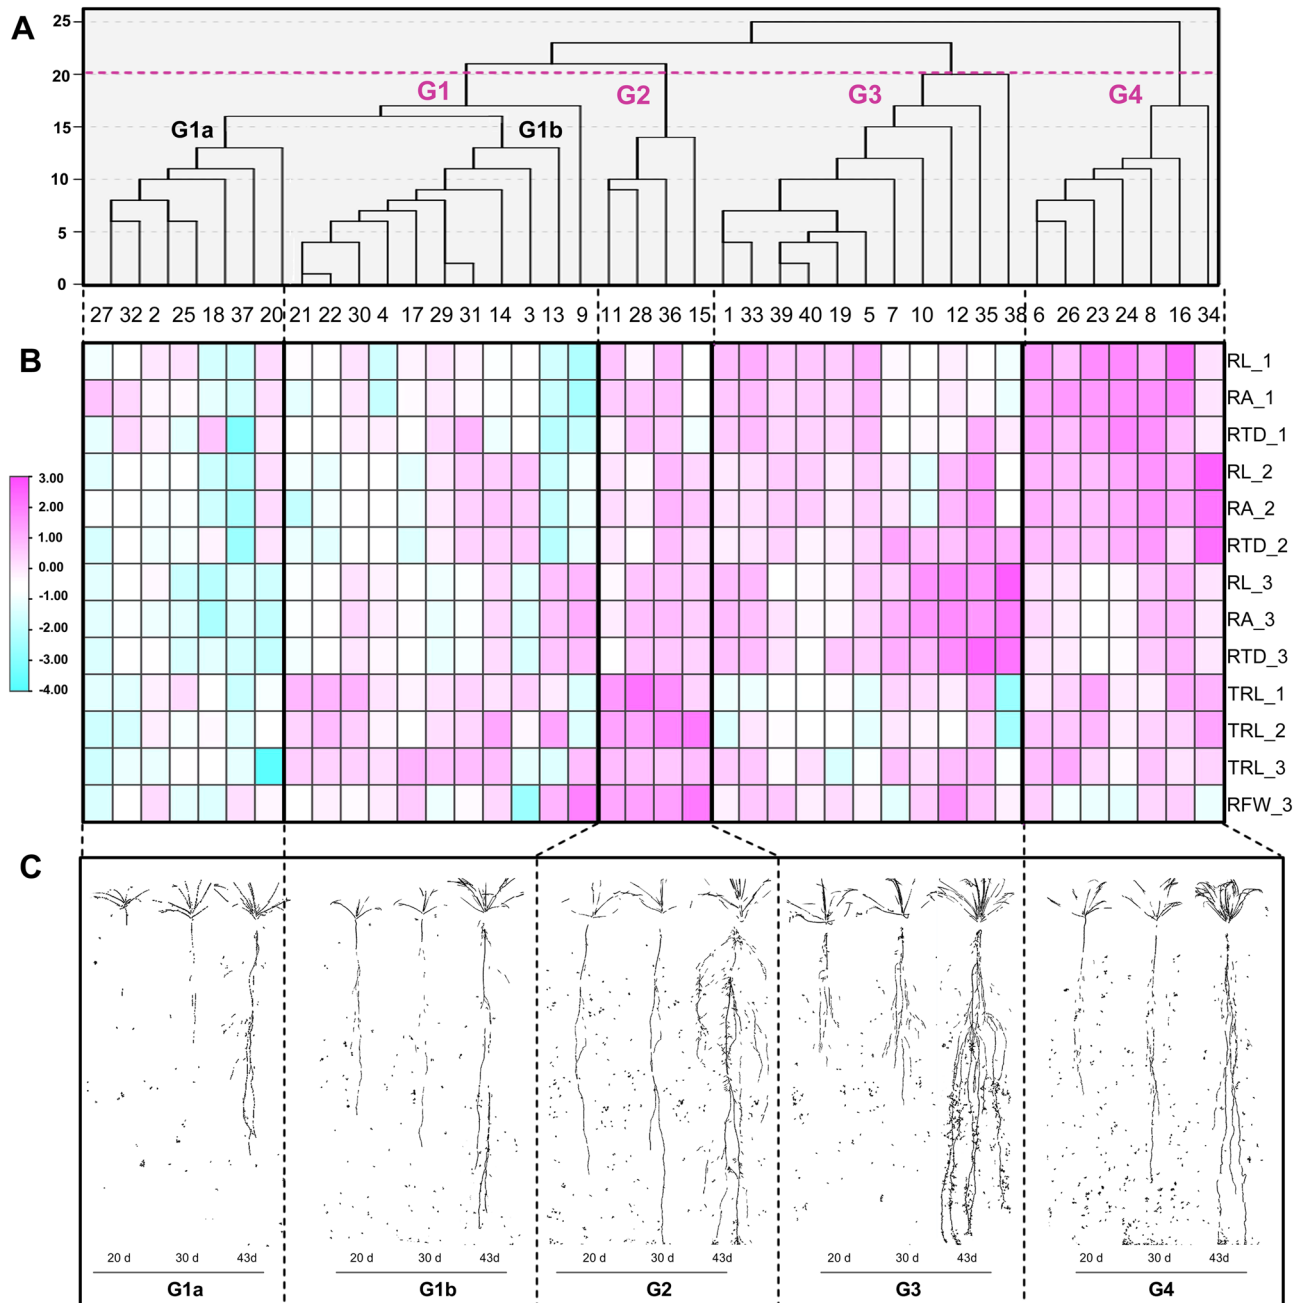 A
25
20
15
10
5
0
G1
G2
G3
G4
G1a
G1b
27 32 2 25 18 37 20 21 22 30 4 17 29 31 14 3 13 9 11 28 36 15 1 33 39 40 19 5 7 10 12 35 38 6 26 23 24 8 16 34
B
RL_1
RA_1
RTD_1
RL_2
RA_2
RTD_2
RL_3
RA_3
RTD_3
TRL_1
TRL_2
TRL_3
RFW_3
3.00
2.00
1.00
0.00
-1.00
-2.00
-3.00
-4.00
C
20 d 30 d 43d 20 d 30 d 43d 20 d 30 d 43d 20 d 30 d 43d 20 d 30 d 43d
G1a G1b G2 G3 G4